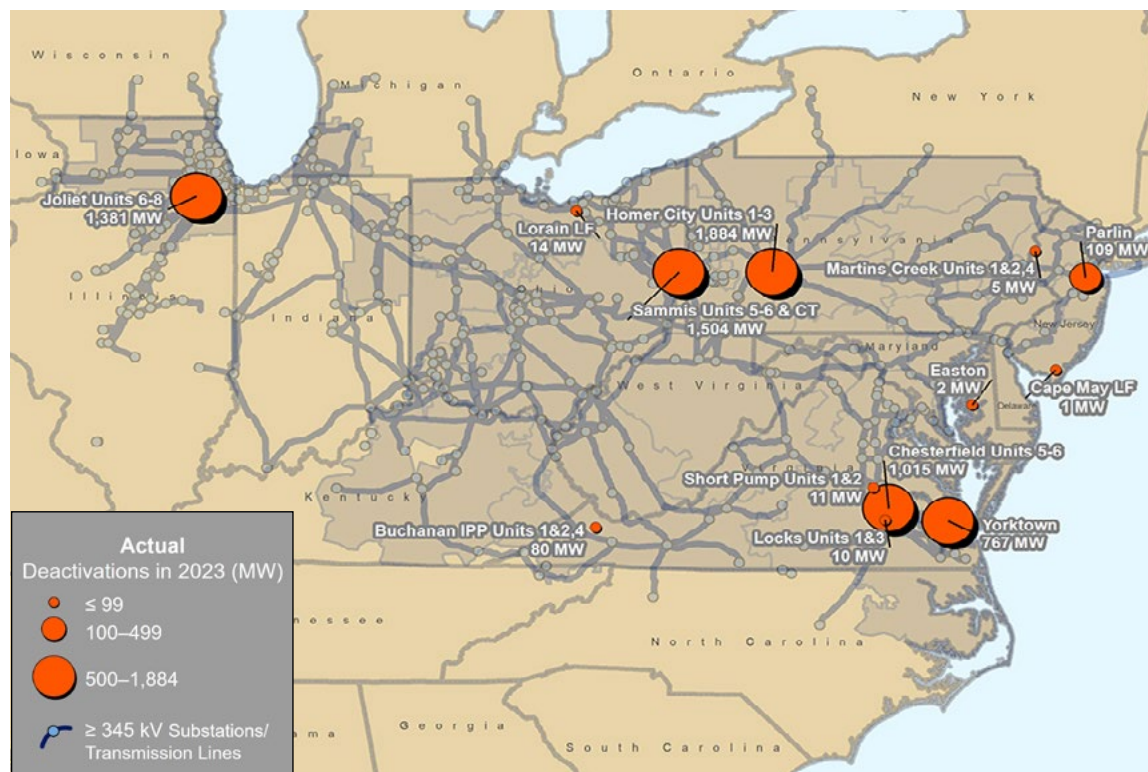 Wisconsin
Michigan
Ontario
New York
Iowa
Joliet Units 6-8
1,381 MW
Lorain LF
14 MW
Homer City Units 1-3
1,884 MW
Pennsylvania
Parlin
109 MW
Martins Creek Units 1&2,4
5 MW
Illinois
Indiana
Ohio
Sammis Units 5-6 & CT
1,504 MW
New Jersey
Maryland
Easton
2 MW
Delaware
Cape May LF
1 MW
West Virginia
Chesterfield Units 5-6
1,015 MW
Virginia
Short Pump Units 1&2
11 MW
Kentucky
Buchanan IPP Units 1&2,4
80 MW
Locks Units 1&3
10 MW
Yorktown
767 MW
Actual
Deactivations in 2023 (MW)
≤ 99
100–499
500–1,884
≥ 345 kV Substations/
Transmission Lines
nnessee
North Carolina
ama
Georgia
South Carolina